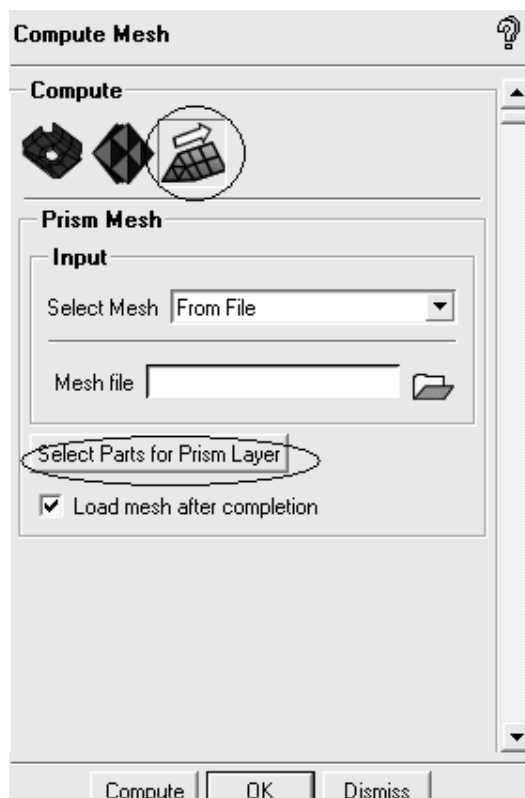 Compute Mesh
Compute
Prism Mesh
Input
Select Mesh From File
Mesh file
Select Parts for Prism Layer
Load mesh after completion
Compute OK Dismiss